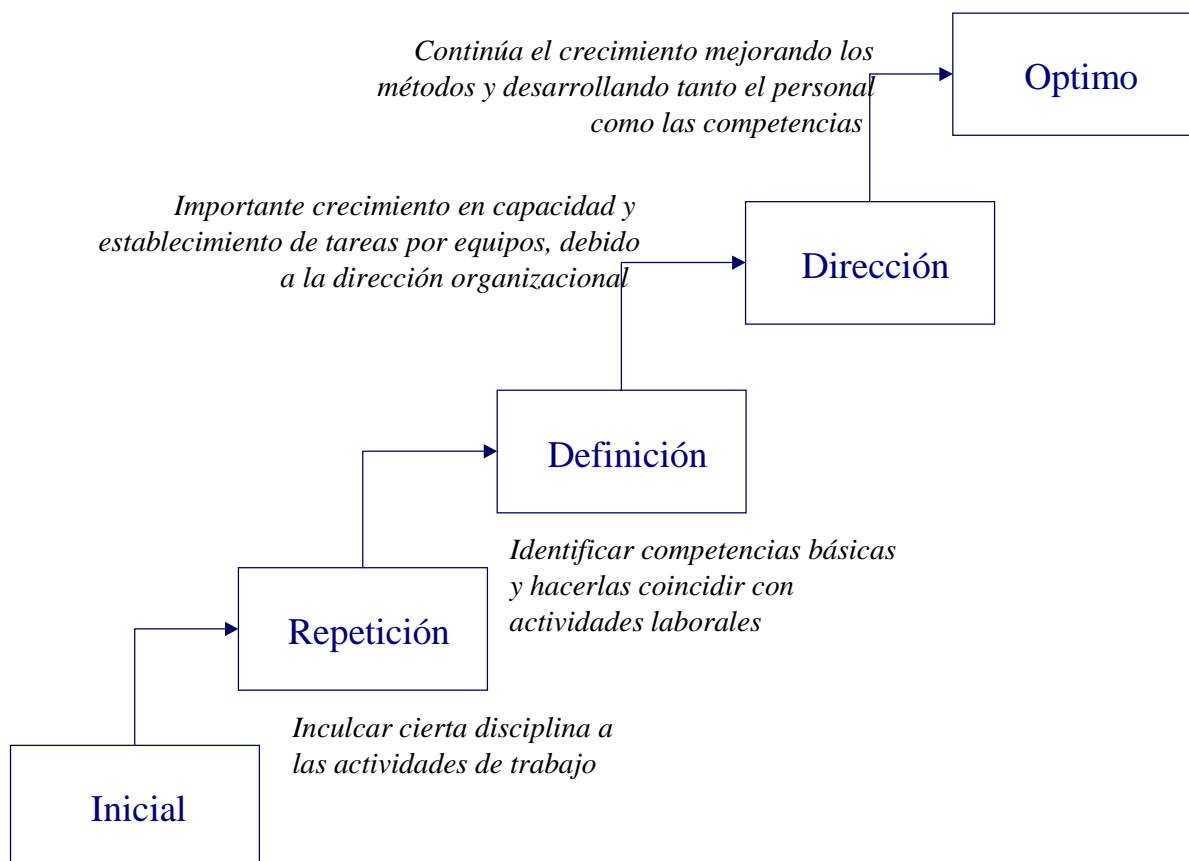 Continúa el crecimiento mejorando los
métodos y desarrollando tanto el personal
como las competencias
Optimo
Importante crecimiento en capacidad y
establecimiento de tareas por equipos, debido
a la dirección organizacional
Dirección
Definición
Identificar competencias básicas
y hacerlas coincidir con
actividades laborales
Repetición
Inculcar cierta disciplina a
las actividades de trabajo
Inicial